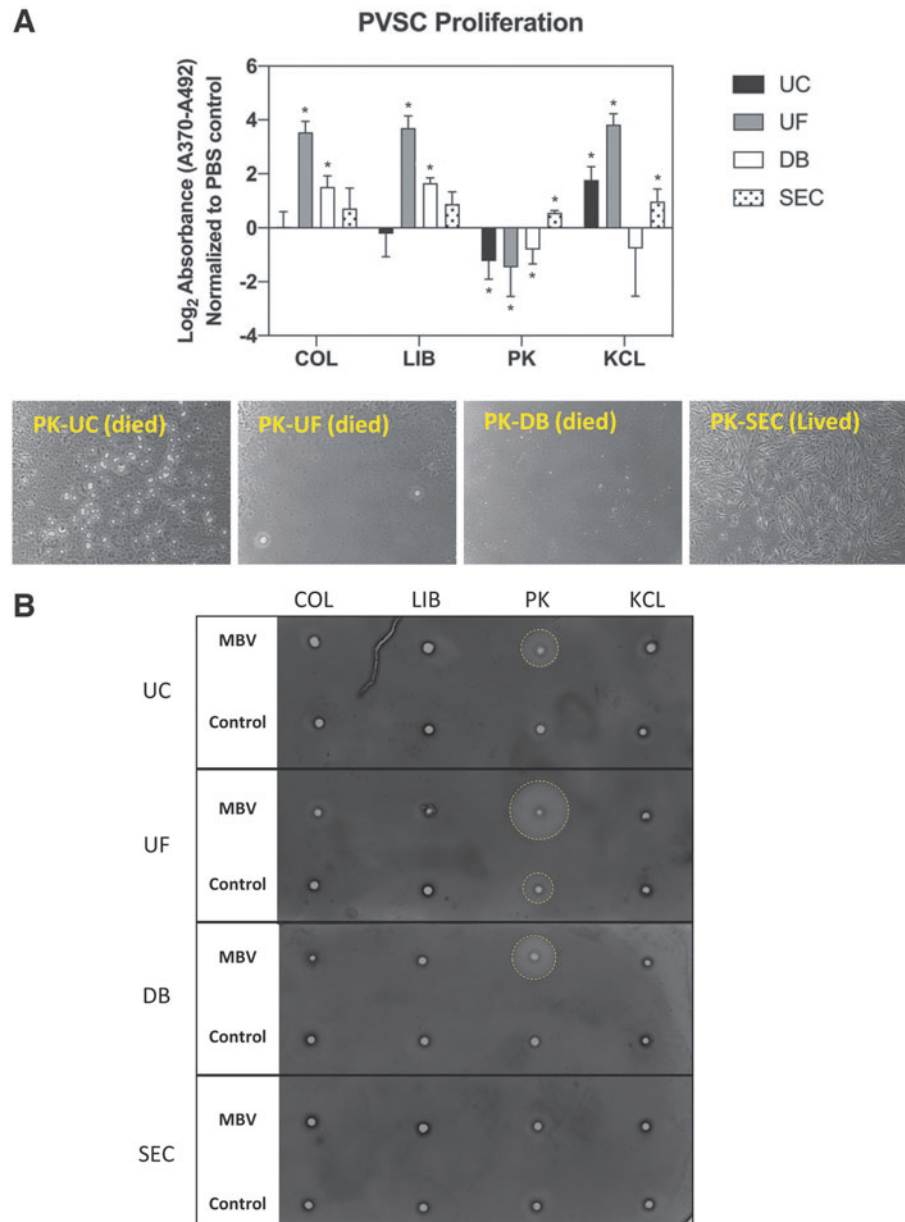 A
PVSC Proliferation
Log2 Absorbance (A370-A492)
Normalized to PBS control
6
4
2
0
-2
-4
* * * * * * * * * * *
COL LIB PK KCL
UC
UF
DB
SEC
PK-UC (died) PK-UF (died) PK-DB (died) PK-SEC (Lived)
B
COL LIB PK KCL
UC
MBV
Control
UF
MBV
Control
DB
MBV
Control
SEC
MBV
Control